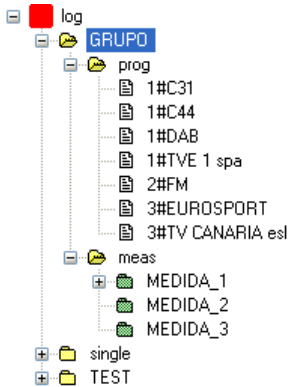 log
GRUPO
prog
1#C31
1#C44
1#DAB
1#TVE 1 spa
2#FM
3#EUROSPORT
3#TV CANARIA esl
meas
MEDIDA_1
MEDIDA_2
MEDIDA_3
single
TEST